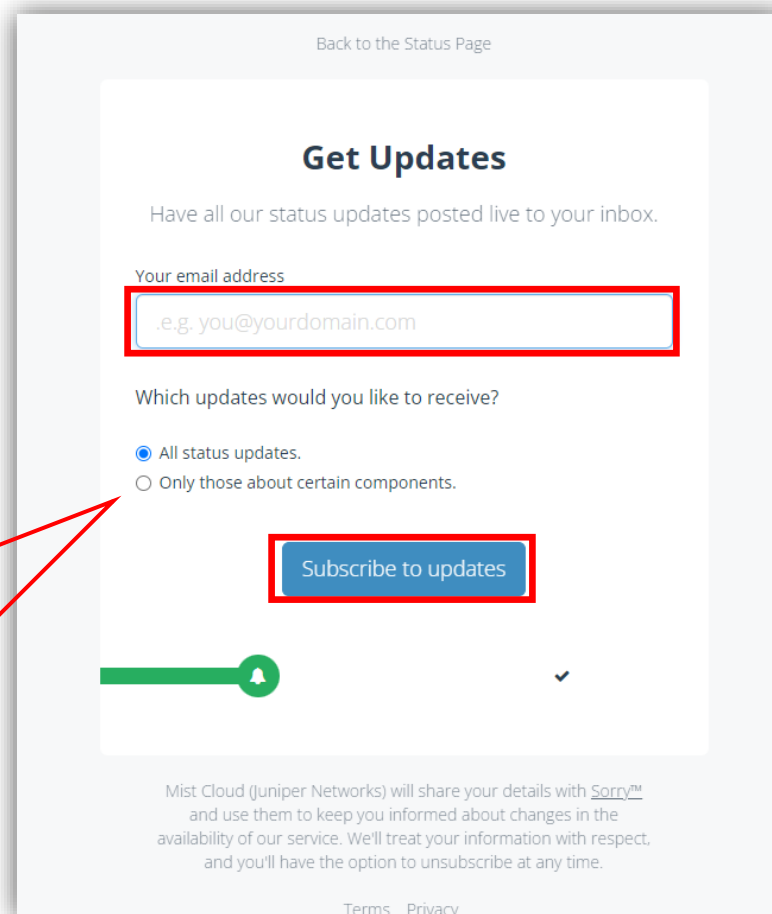 Back to the Status Page
Get Updates
Have all our status updates posted live to your inbox.
Your email address
.e.g. you@yourdomain.com
Which updates would you like to receive?
All status updates.
Only those about certain components.
Subscribe to updates
Mist Cloud (Juniper Networks) will share your details with Sorry™
and use them to keep you informed about changes in the
availability of our service. We'll treat your information with respect,
and you'll have the option to unsubscribe at any time.
Terms Privacy